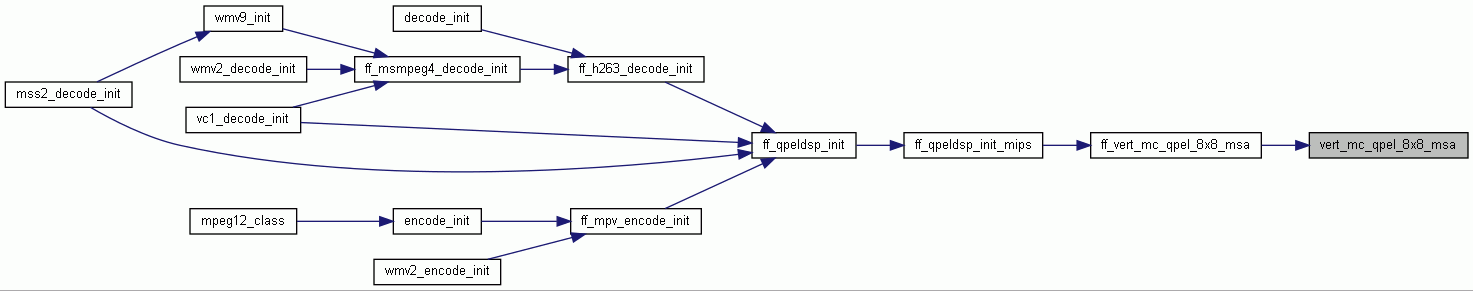 wmv9_init
decode_init
wmv2_decode_init
ff_msmpeg4_decode_init
ff_h263_decode_init
mss2_decode_init
vc1_decode_init
ff_qpeldsp_init
ff_qpeldsp_init_mips
ff_vert_mc_qpel_8x8_msa
vert_mc_qpel_8x8_msa
mpeg12_class
encode_init
ff_mpv_encode_init
wmv2_encode_init